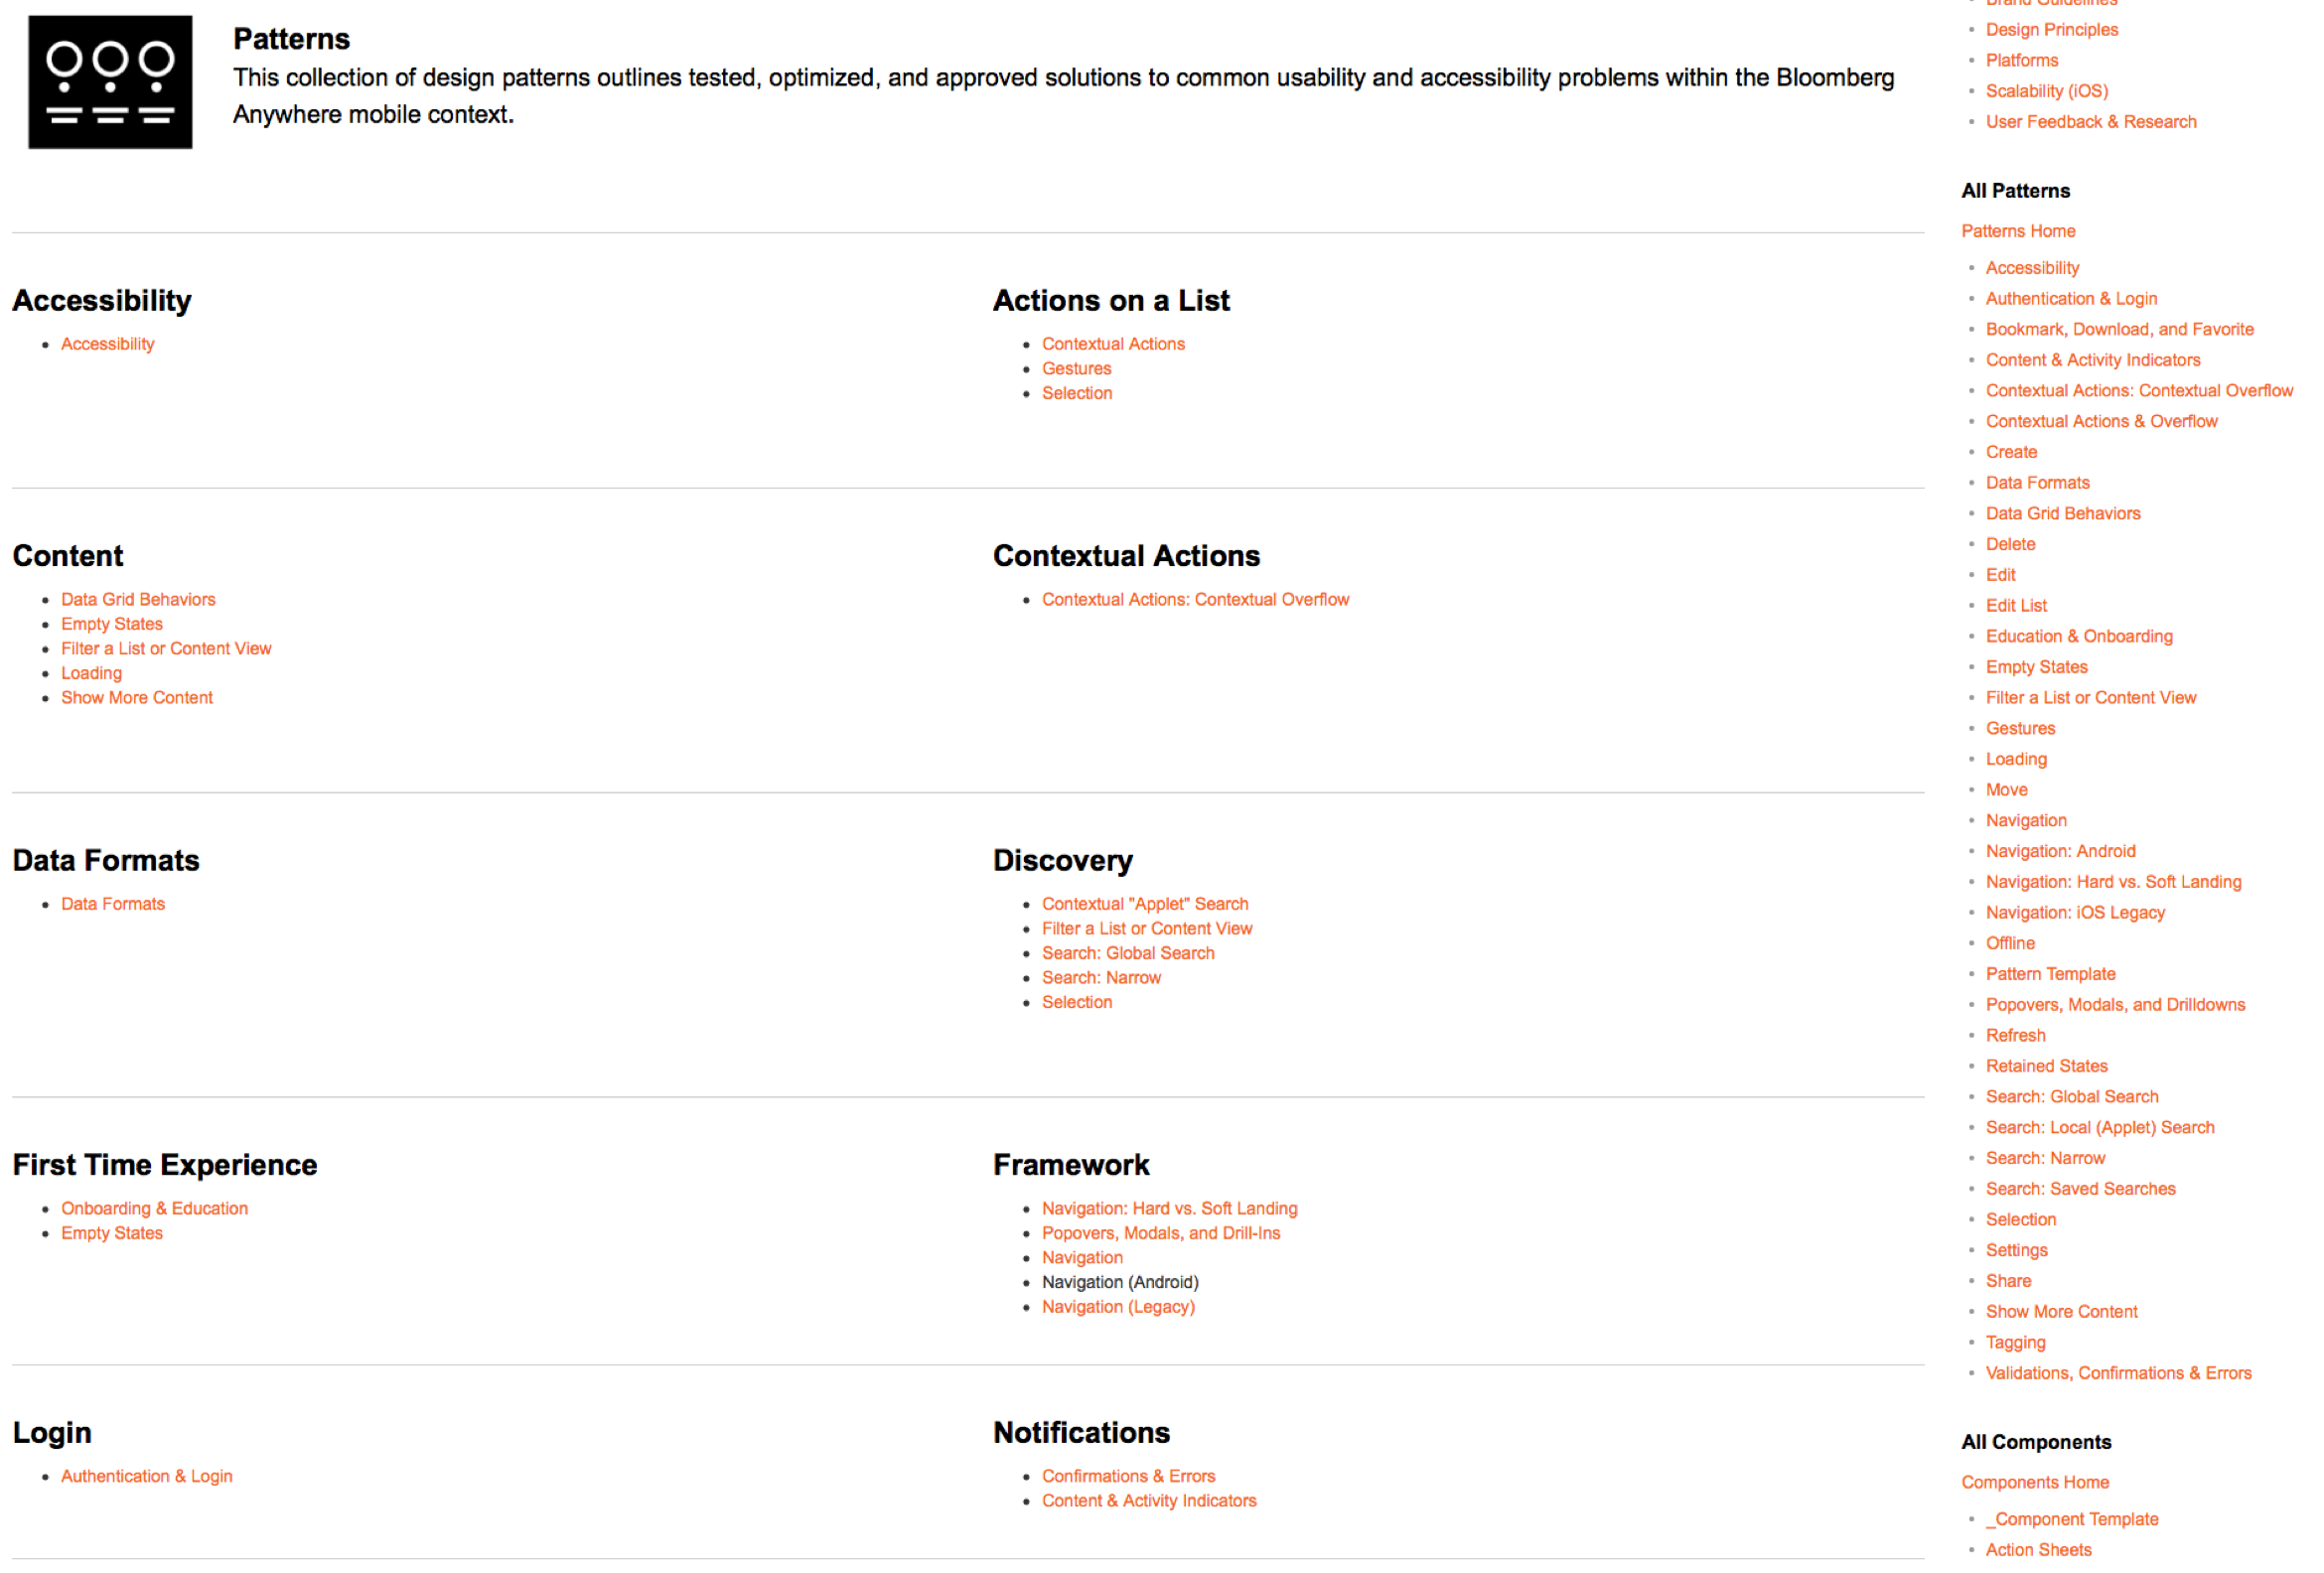 Patterns
This collection of design patterns outlines tested, optimized, and approved solutions to common usability and accessibility problems within the Bloomberg
Anywhere mobile context.
Accessibility
Accessibility
Actions on a List
Contextual Actions
Gestures
Selection
Content
Data Grid Behaviors
Empty States
Filter a List or Content View
Loading
Show More Content
Contextual Actions
Contextual Actions: Contextual Overflow
Data Formats
Data Formats
Discovery
Contextual "Applet" Search
Filter a List or Content View
Search: Global Search
Search: Narrow
Selection
First Time Experience
Onboarding & Education
Empty States
Framework
Navigation: Hard vs. Soft Landing
Popovers, Modals, and Drill-Ins
Navigation
Navigation (Android)
Navigation (Legacy)
Login
Authentication & Login
Notifications
Confirmations & Errors
Content & Activity Indicators
Brand Guidelines
Design Principles
Platforms
Scalability (iOS)
User Feedback & Research
All Patterns
Patterns Home
Accessibility
Authentication & Login
Bookmark, Download, and Favorite
Content & Activity Indicators
Contextual Actions: Contextual Overflow
Contextual Actions & Overflow
Create
Data Formats
Data Grid Behaviors
Delete
Edit
Edit List
Education & Onboarding
Empty States
Filter a List or Content View
Gestures
Loading
Move
Navigation
Navigation: Android
Navigation: Hard vs. Soft Landing
Navigation: iOS Legacy
Offline
Pattern Template
Popovers, Modals, and Drilldowns
Refresh
Retained States
Search: Global Search
Search: Local (Applet) Search
Search: Narrow
Search: Saved Searches
Selection
Settings
Share
Show More Content
Tagging
Validations, Confirmations & Errors
All Components
Components Home
_Component Template
Action Sheets